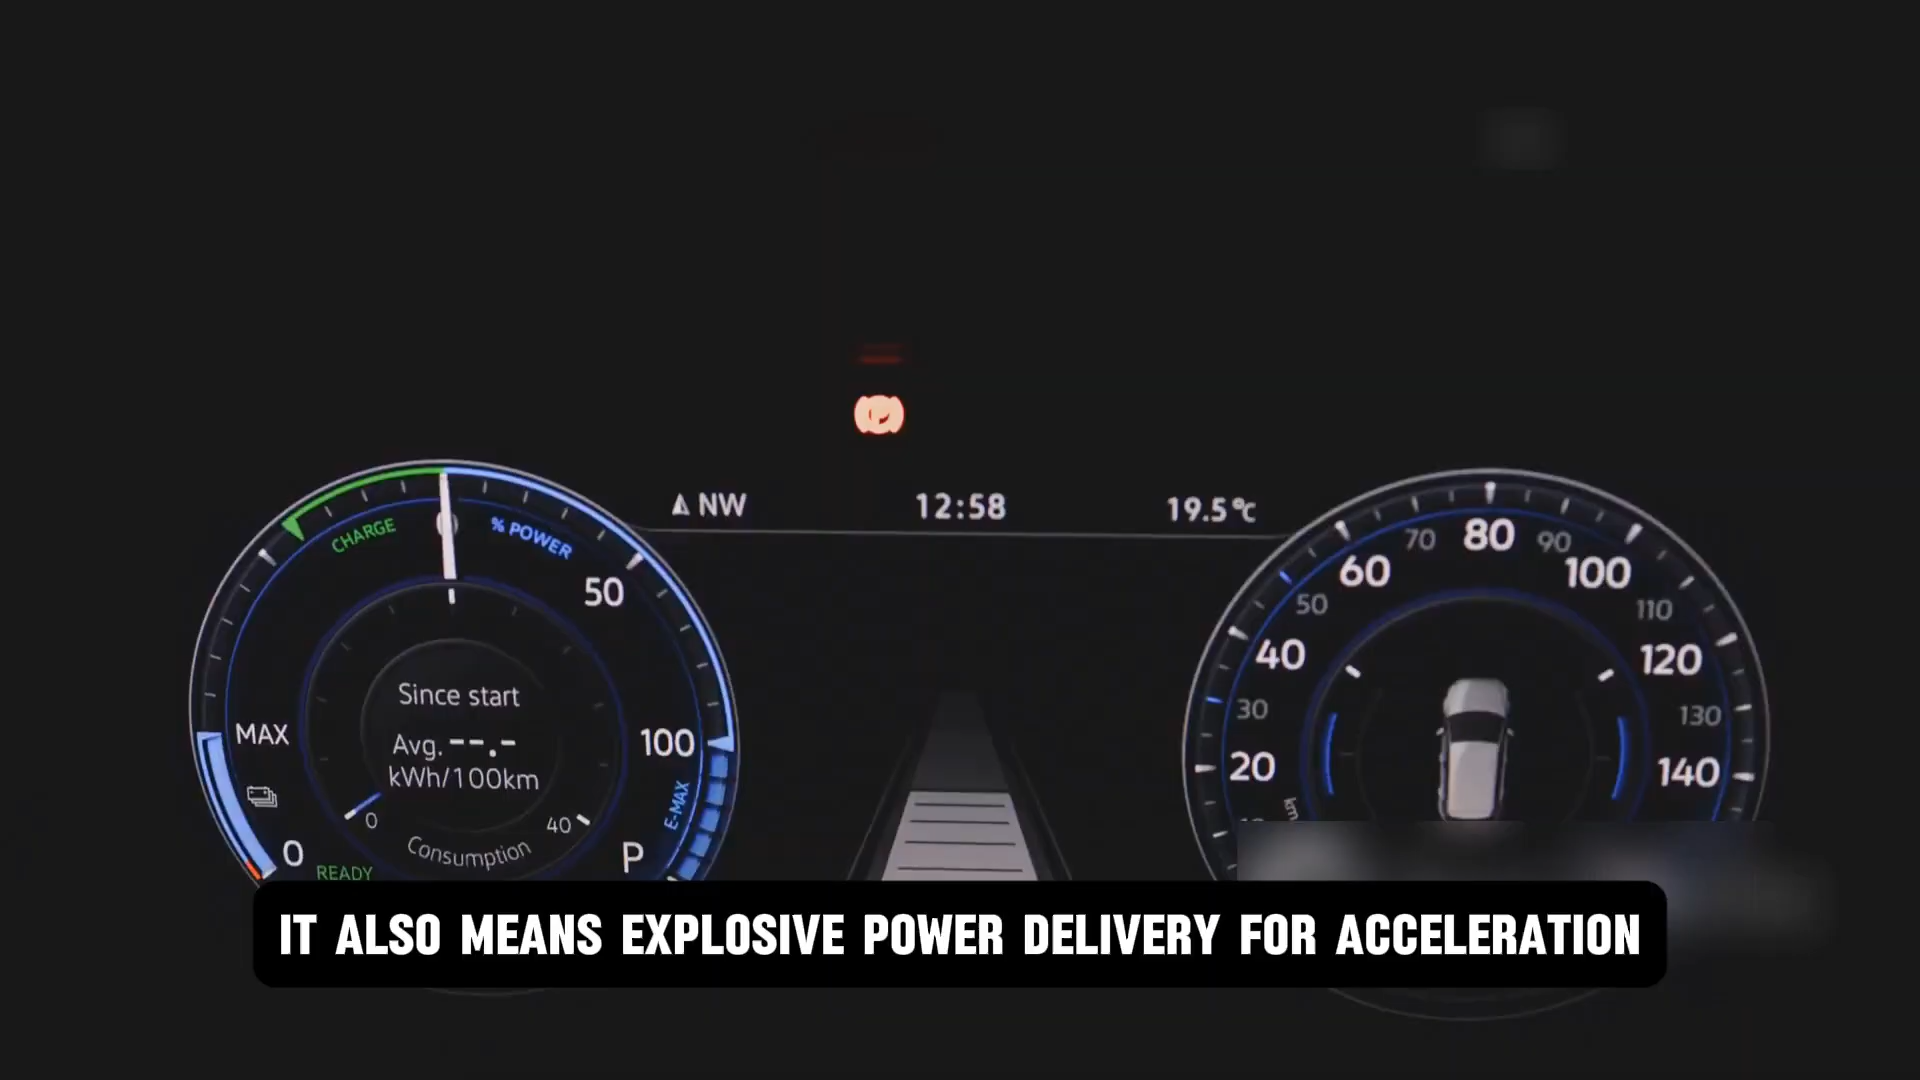 NW
12:58
19.5°C
CHARGE
% POWER
50
100
E-MAX
P
MAX
0
READY
Since start
Avg. --.-
kWh/100km
0
40
Consumption
20
30
40
50
60
70
80
90
100
110
120
130
140
IT ALSO MEANS EXPLOSIVE POWER DELIVERY FOR ACCELERATION